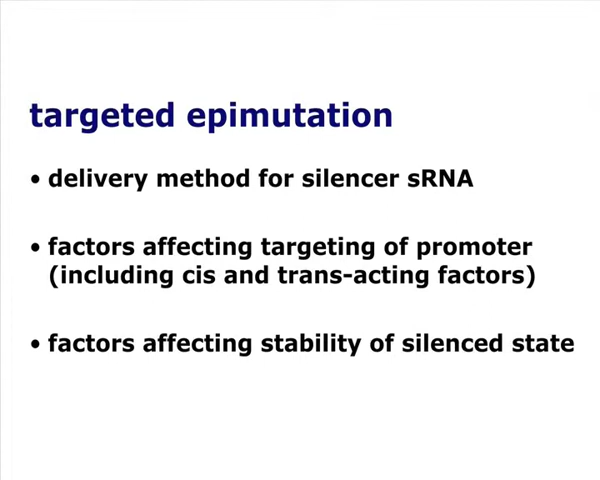 targeted epimutation
• delivery method for silencer sRNA
• factors affecting targeting of promoter
(including cis and trans-acting factors)
• factors affecting stability of silenced state